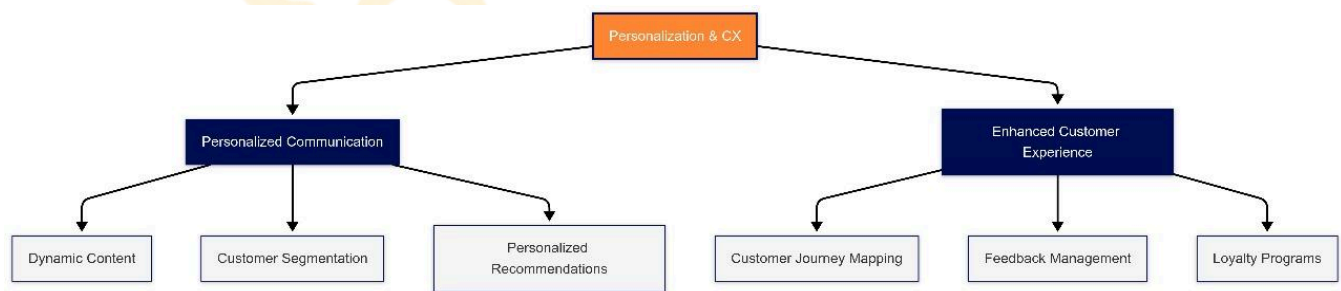 Personalization & CX
Personalized Communication
Enhanced Customer
Experience
Dynamic Content
Customer Segmentation
Personalized
Recommendations
Customer Journey Mapping
Feedback Management
Loyalty Programs